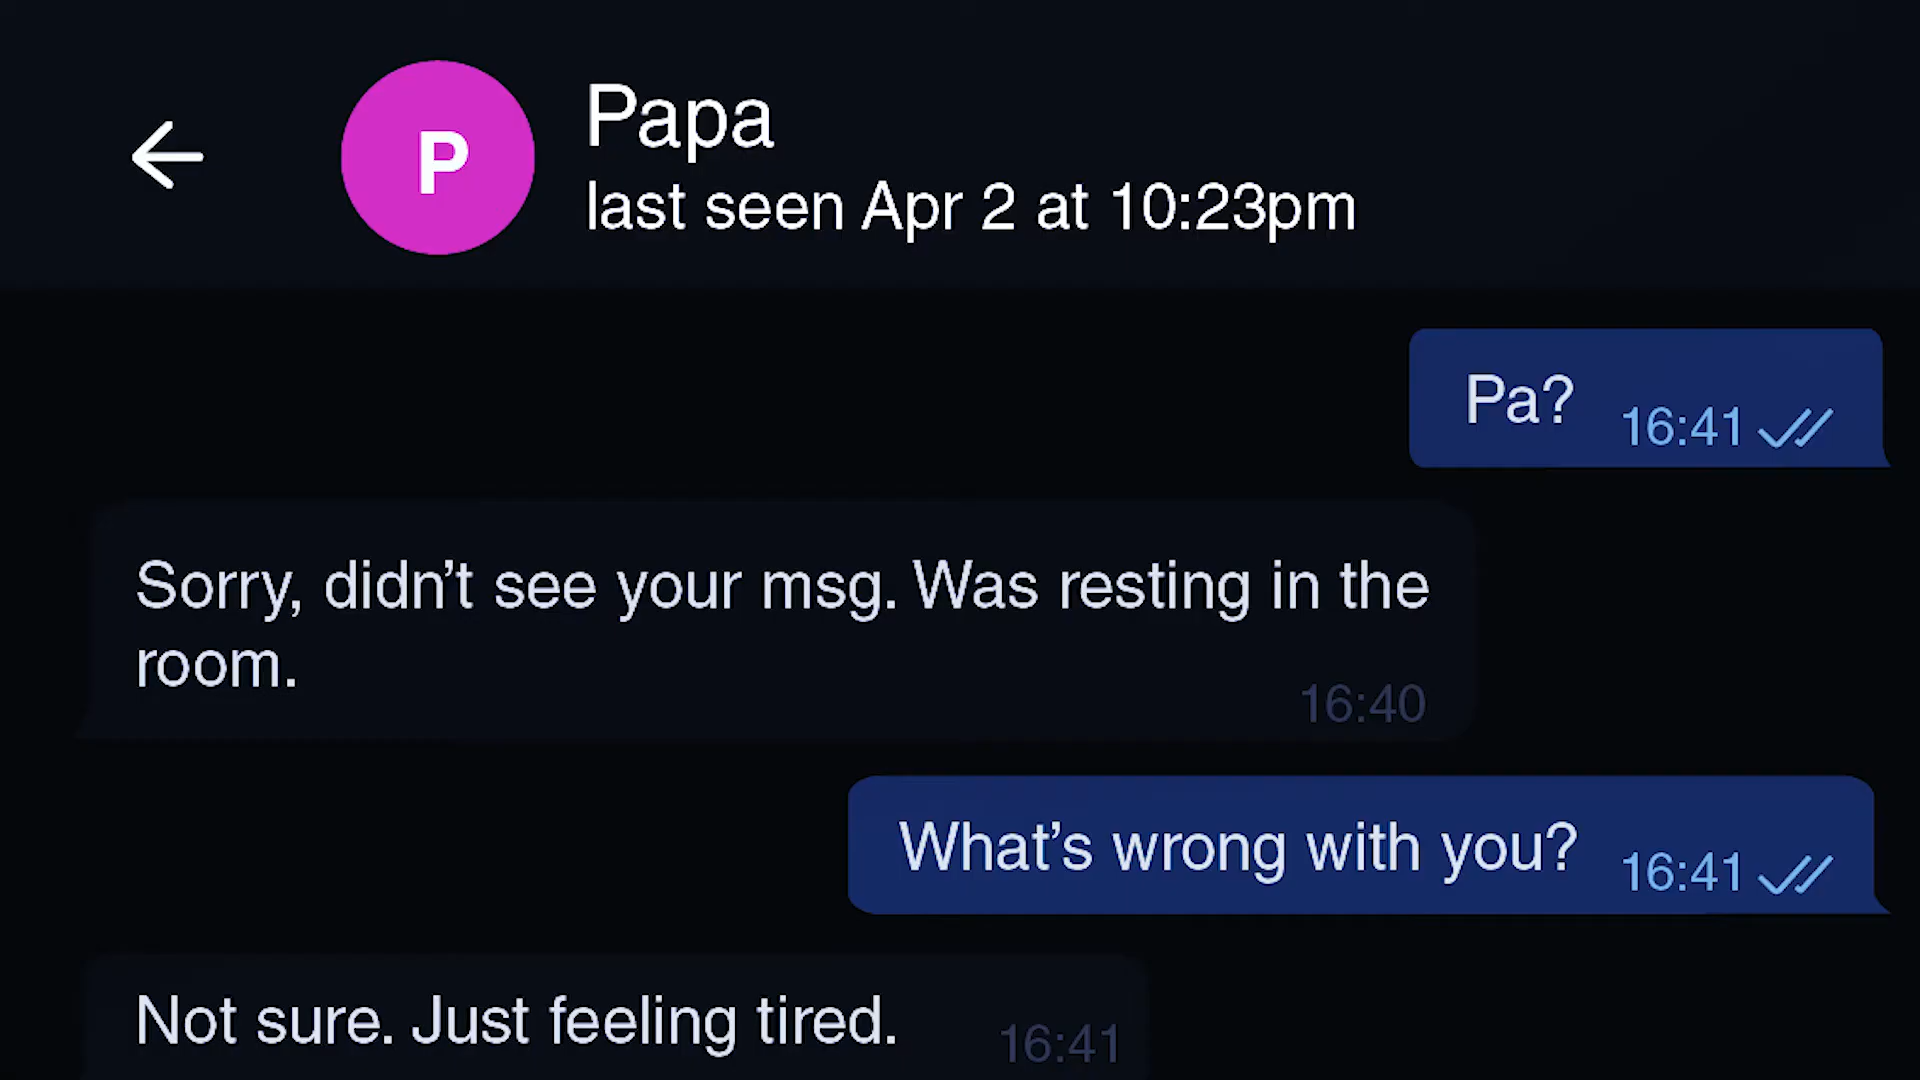 P
Papa
last seen Apr 2 at 10:23pm
Pa?
16:41
Sorry, didn’t see your msg. Was resting in the
room.
16:40
What’s wrong with you?
16:41
Not sure. Just feeling tired.
16:41